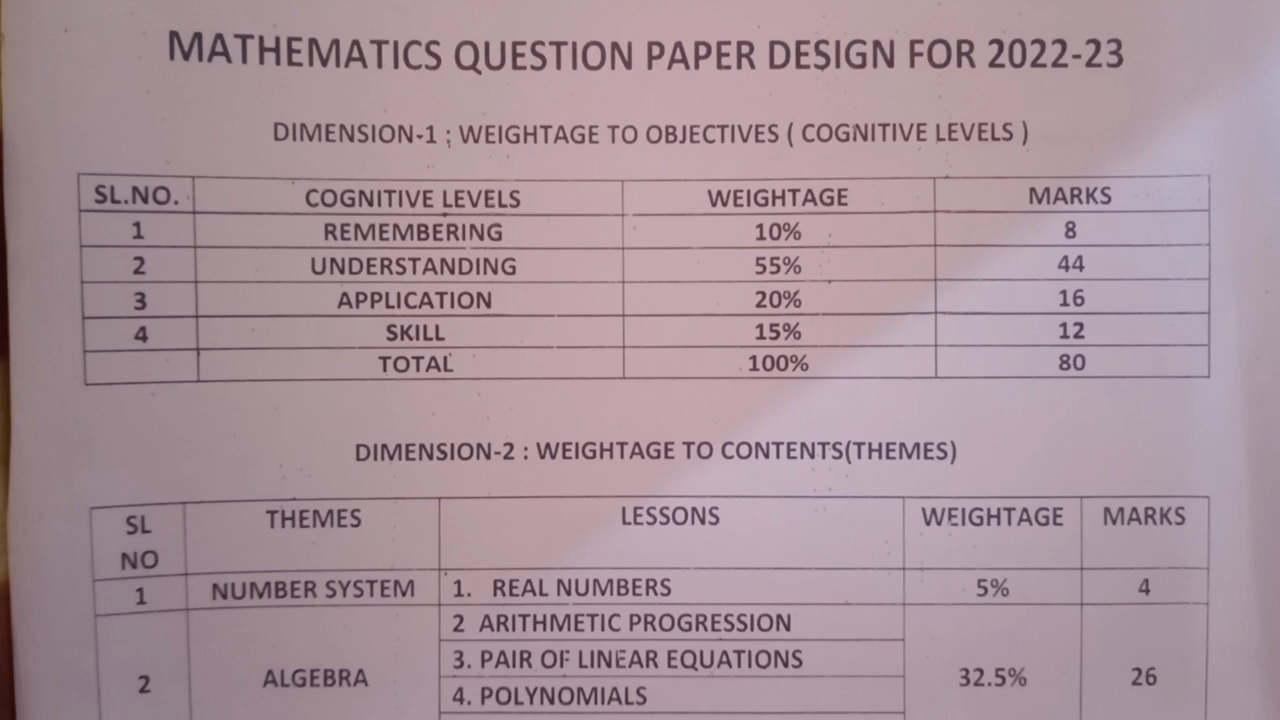 MATHEMATICS QUESTION PAPER DESIGN FOR 2022-23
DIMENSION-1 ; WEIGHTAGE TO OBJECTIVES ( COGNITIVE LEVELS )
SL.NO. COGNITIVE LEVELS WEIGHTAGE MARKS
1 REMEMBERING 10% 8
2 UNDERSTANDING 55% 44
3 APPLICATION 20% 16
4 SKILL 15% 12
TOTAL 100% 80
DIMENSION-2 : WEIGHTAGE TO CONTENTS(THEMES)
SL NO THEMES LESSONS WEIGHTAGE MARKS
1 NUMBER SYSTEM 1. REAL NUMBERS 5% 4
2 ARITHMETIC PROGRESSION
3. PAIR OF LINEAR EQUATIONS
2 ALGEBRA 4. POLYNOMIALS 32.5% 26